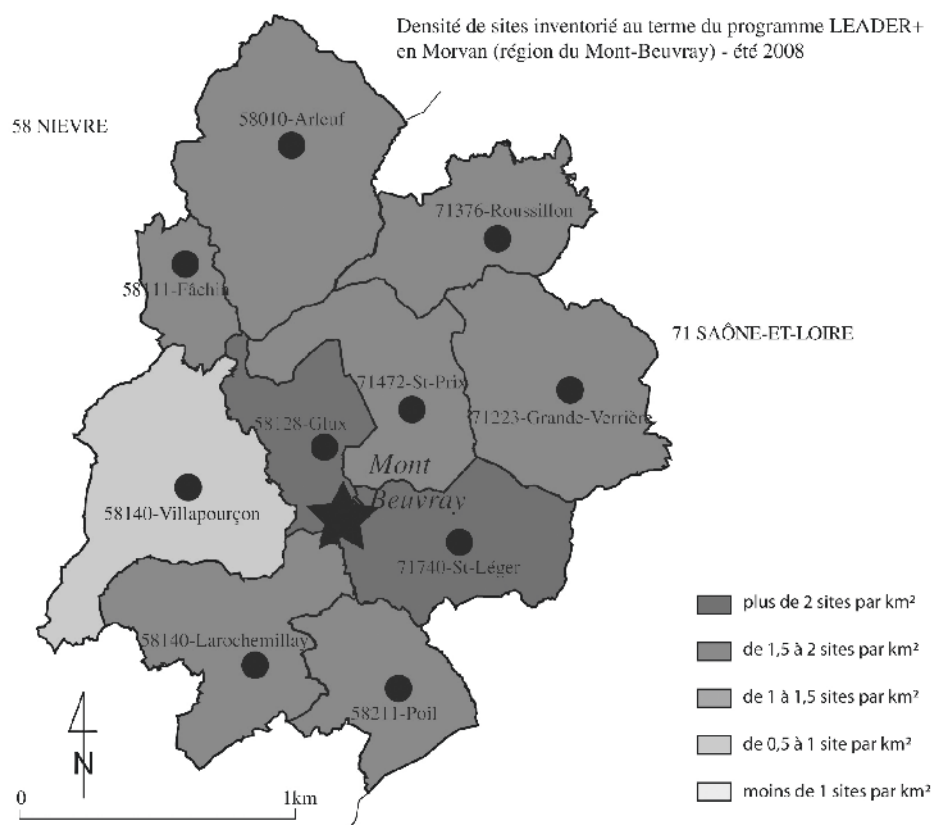 Densité de sites inventorié au terme du programme LEADER+
en Morvan (région du Mont-Beuvray) - été 2008
58 NIEVRE
58010-Arleuf
71376-Roussillon
58111-Fâchin
71 SAÔNE-ET-LOIRE
71472-St-Prix
71223-Grande-Verrière
58128-Glux
Mont
Beuvray
58140-Villapourçon
71740-St-Léger
58140-Larochemillay
58211-Poil
plus de 2 sites par km²
de 1,5 à 2 sites par km²
de 1 à 1,5 sites par km²
de 0,5 à 1 site par km²
moins de 1 sites par km²
N
0
1km